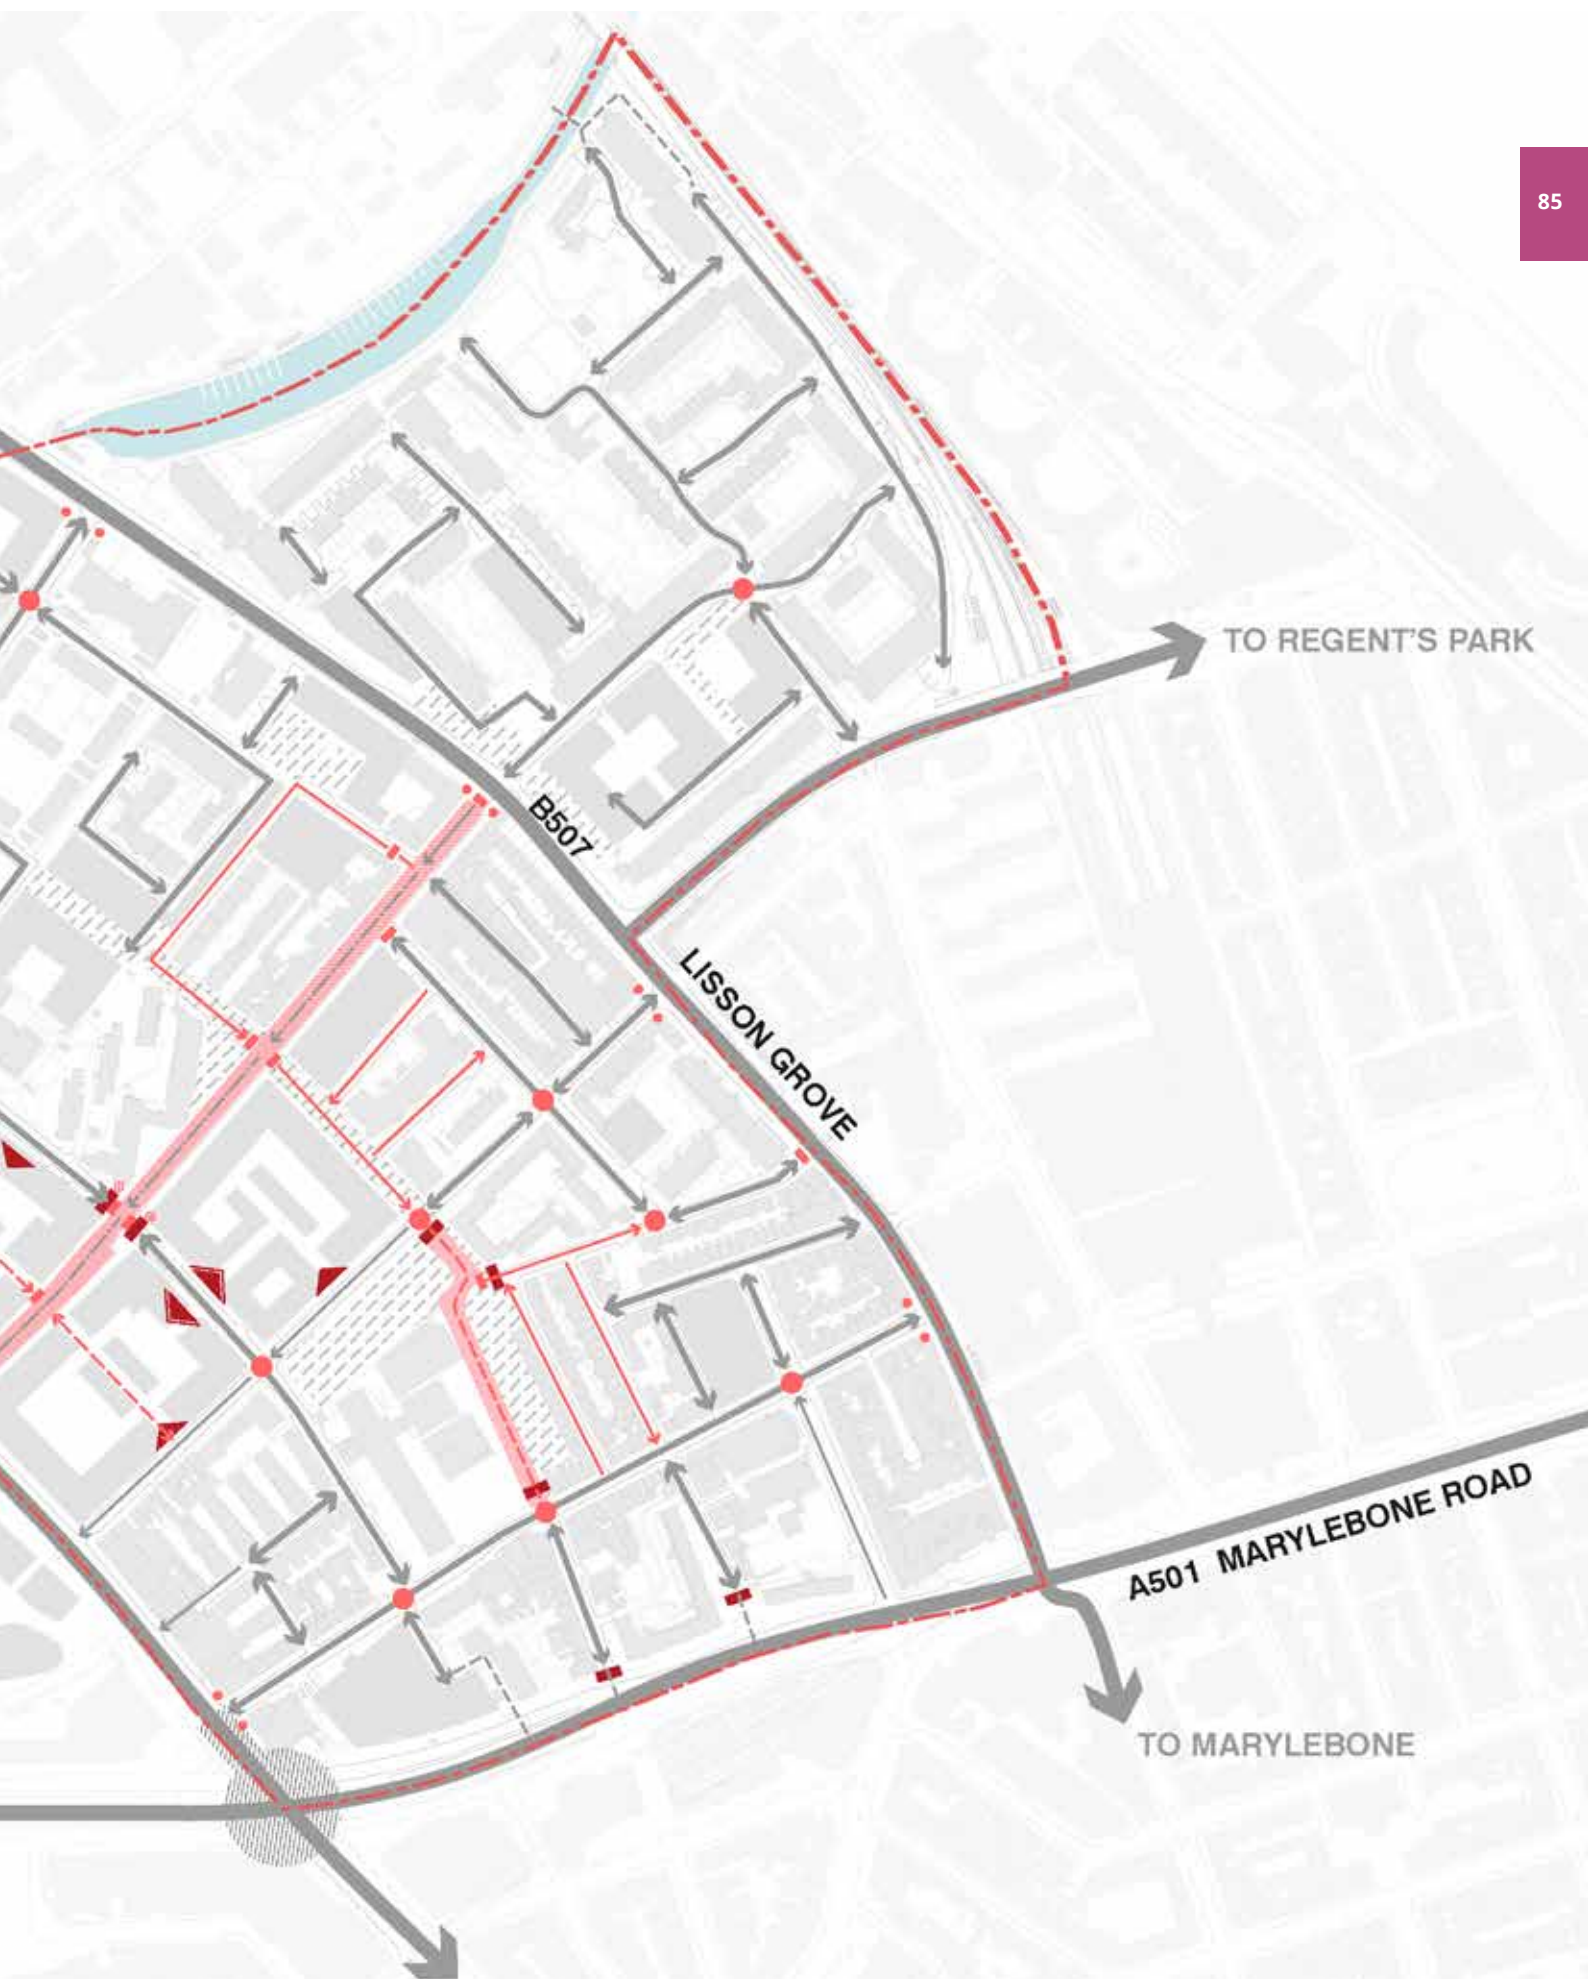 85
TO REGENT'S PARK
B507
LISSON GROVE
A501 MARYLEBONE ROAD
TO MARYLEBONE